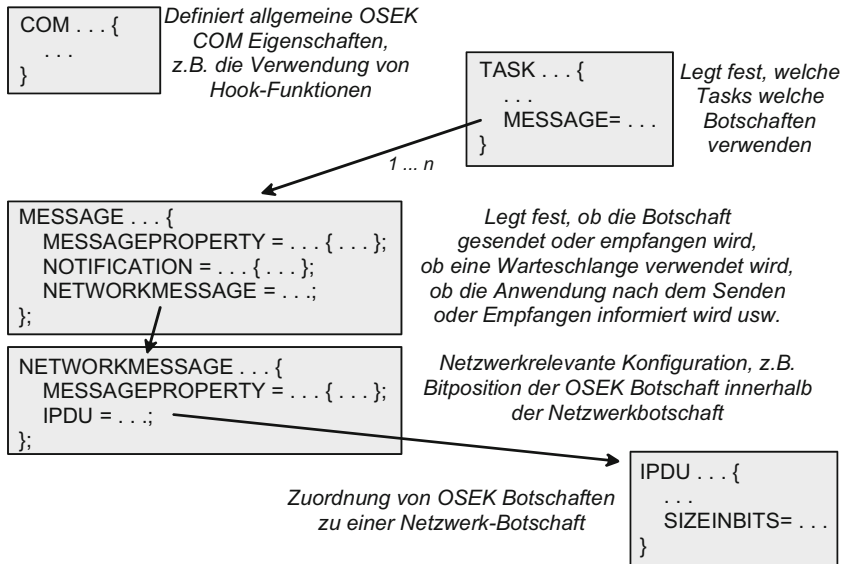 COM . . . {
. . .
}
Definiert allgemeine OSEK
COM Eigenschaften,
z.B. die Verwendung von
Hook-Funktionen
TASK . . . {
. . .
MESSAGE= . . .
}
Legt fest, welche
Tasks welche
Botschaften
verwenden
1 ... n
MESSAGE . . . {
MESSAGEPROPERTY = . . . { . . . };
NOTIFICATION = . . . { . . . };
NETWORKMESSAGE = . . .;
};
Legt fest, ob die Botschaft
gesendet oder empfangen wird,
ob eine Warteschlange verwendet wird,
ob die Anwendung nach dem Senden
oder Empfangen informiert wird usw.
NETWORKMESSAGE . . . {
MESSAGEPROPERTY = . . . { . . . };
IPDU = . . .;
};
Netzwerkrelevante Konfiguration, z.B.
Bitposition der OSEK Botschaft innerhalb
der Netzwerkbotschaft
Zuordnung von OSEK Botschaften
zu einer Netzwerk-Botschaft
IPDU . . . {
. . .
SIZEINBITS= . . .
}